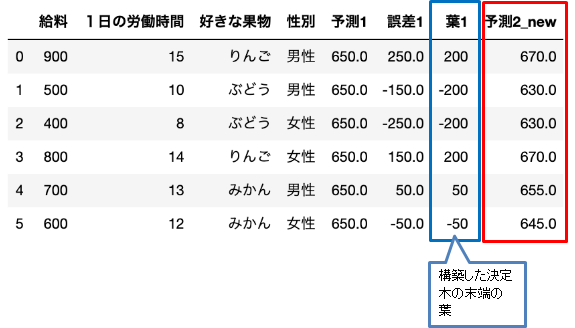 給料 １日の労働時間 好きな果物 性別 予測1 誤差1 葉1 予測2_new
0 900 15 りんご 男性 650.0 250.0 200 670.0
1 500 10 ぶどう 男性 650.0 -150.0 -200 630.0
2 400 8 ぶどう 女性 650.0 -250.0 -200 630.0
3 800 14 りんご 女性 650.0 150.0 200 670.0
4 700 13 みかん 男性 650.0 50.0 50 655.0
5 600 12 みかん 女性 650.0 -50.0 -50 645.0
構築した決定
木の末端の
葉